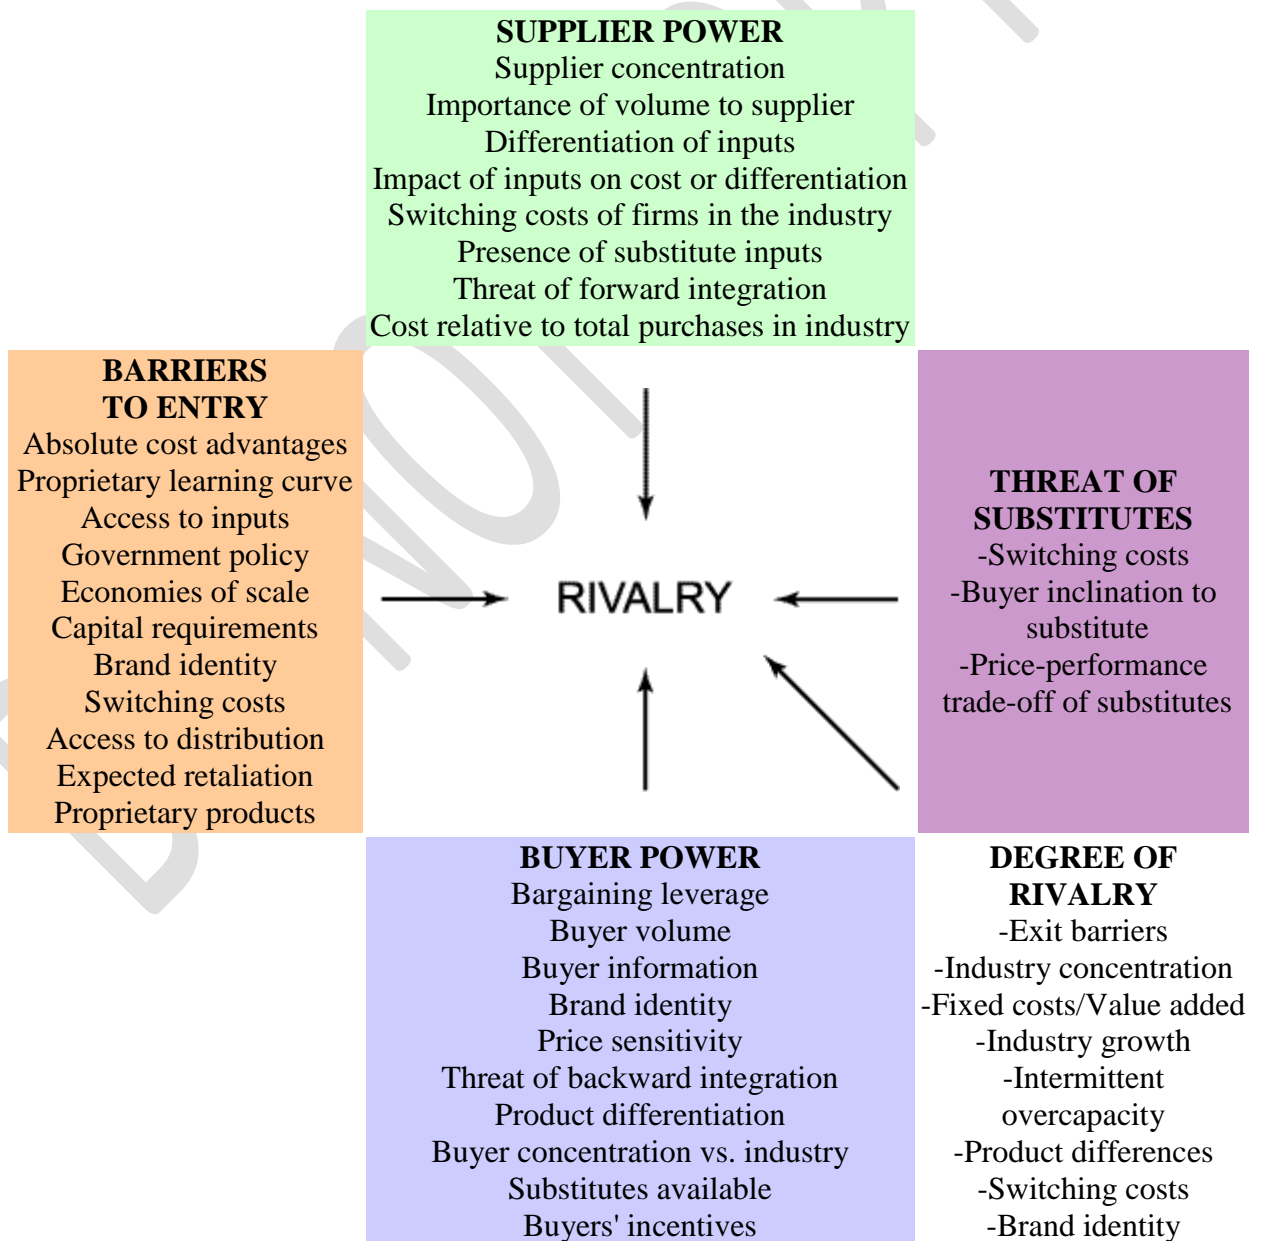 SUPPLIER POWER
Supplier concentration
Importance of volume to supplier
Differentiation of inputs
Impact of inputs on cost or differentiation
Switching costs of firms in the industry
Presence of substitute inputs
Threat of forward integration
Cost relative to total purchases in industry
BARRIERS
TO ENTRY
Absolute cost advantages
Proprietary learning curve
Access to inputs
Government policy
Economies of scale
Capital requirements
Brand identity
Switching costs
Access to distribution
Expected retaliation
Proprietary products
RIVALRY
THREAT OF
SUBSTITUTES
-Switching costs
-Buyer inclination to
substitute
-Price-performance
trade-off of substitutes
BUYER POWER
Bargaining leverage
Buyer volume
Buyer information
Brand identity
Price sensitivity
Threat of backward integration
Product differentiation
Buyer concentration vs. industry
Substitutes available
Buyers' incentives
DEGREE OF
RIVALRY
-Exit barriers
-Industry concentration
-Fixed costs/Value added
-Industry growth
-Intermittent
overcapacity
-Product differences
-Switching costs
-Brand identity